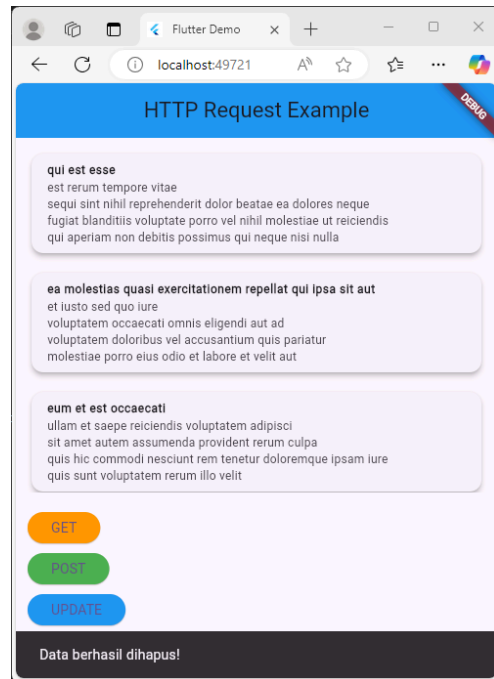 Flutter Demo
localhost:49721
HTTP Request Example
DEBUG
qui est esse
est rerum tempore vitae
sequi sint nihil reprehenderit dolor beatae ea dolores neque
fugiat blanditiis voluptate porro vel nihil molestiae ut reiciendis
qui aperiam non debitis possimus qui neque nisi nulla
ea molestias quasi exercitationem repellat qui ipsa sit aut
et iusto sed quo iure
voluptatem occaecati omnis eligendi aut ad
voluptatem doloribus vel accusantium quis pariatur
molestiae porro eius odio et labore et velit aut
eum et est occaecati
ullam et saepe reiciendis voluptatem adipisci
sit amet autem assumenda provident rerum culpa
quis hic commodi nesciunt rem tenetur doloremque ipsam iure
quis sunt voluptatem rerum illo velit
GET
POST
UPDATE
Data berhasil dihapus!